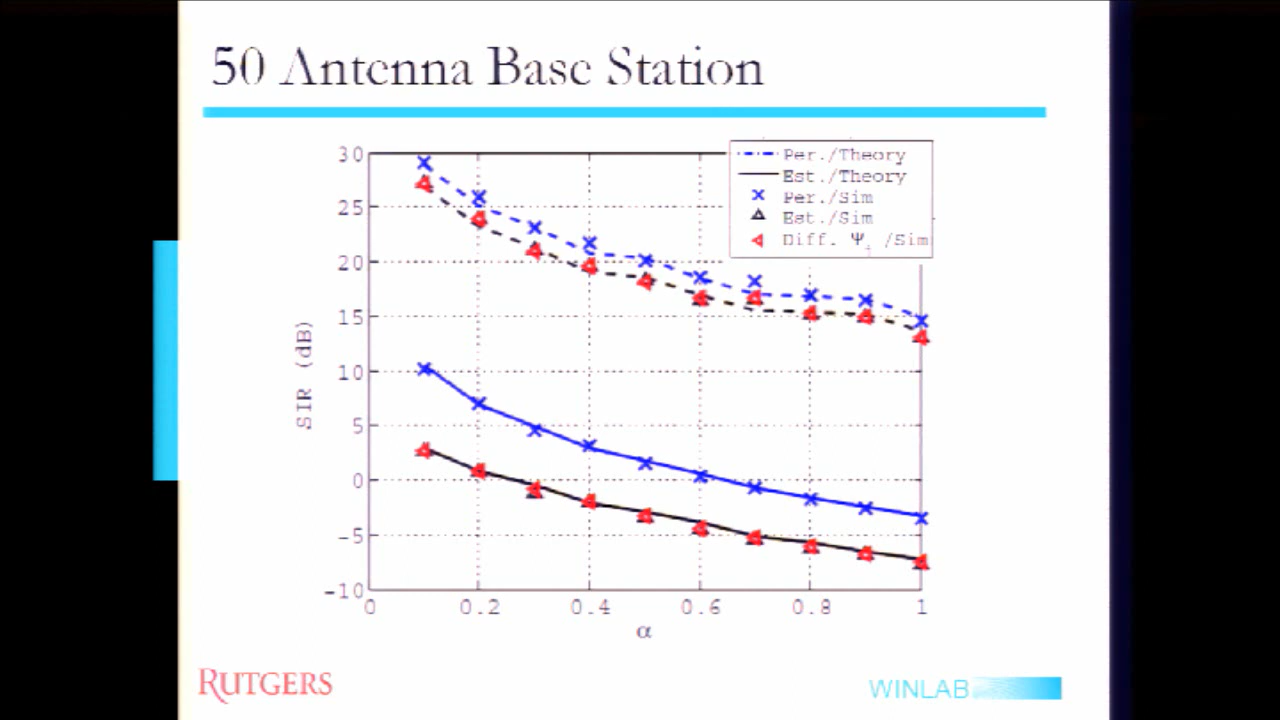 50 Antenna Base Station
30
25
20
15
10
5
0
-5
-10
SIR (dB)
0 0.2 0.4 0.6 0.8 1
α
Per./Theory
Est./Theory
Per./Sim
Est./Sim
Diff. Ψ /Sim
RUTGERS
WINLAB